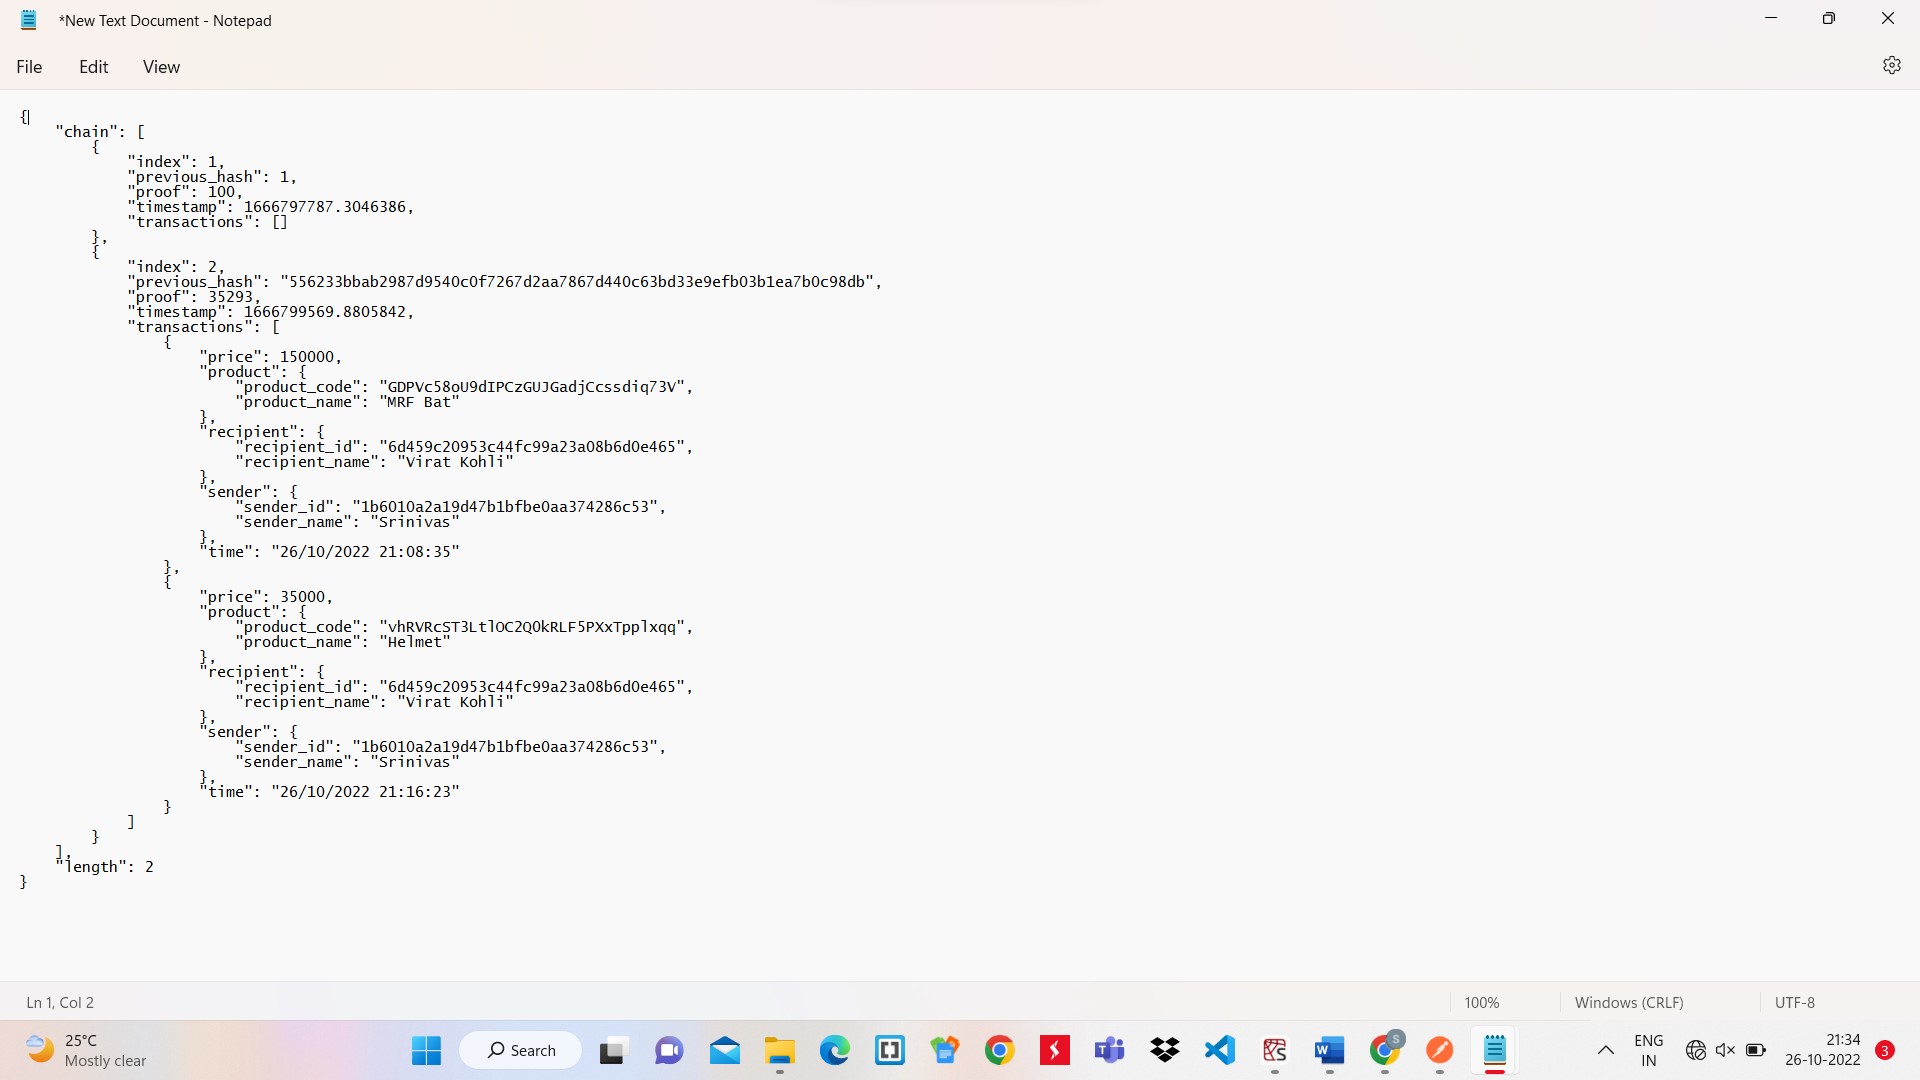 *New Text Document - Notepad
File Edit View
{
    "chain": [
        {
            "index": 1,
            "previous_hash": 1,
            "proof": 100,
            "timestamp": 1666797787.3046386,
            "transactions": []
        },
        {
            "index": 2,
            "previous_hash": "556233bbab2987d9540c0f7267d2aa7867d440c63bd33e9efb03b1ea7b0c98db",
            "proof": 35293,
            "timestamp": 1666799569.8805842,
            "transactions": [
                {
                    "price": 150000,
                    "product": {
                        "product_code": "GDPVc58oU9dIPCzGUJGadjCcssdiq73V",
                        "product_name": "MRF Bat"
                    },
                    "recipient": {
                        "recipient_id": "6d459c20953c44fc99a23a08b6d0e465",
                        "recipient_name": "Virat Kohli"
                    },
                    "sender": {
                        "sender_id": "1b6010a2a19d47b1bfbe0aa374286c53",
                        "sender_name": "Srinivas"
                    },
                    "time": "26/10/2022 21:08:35"
                },
                {
                    "price": 35000,
                    "product": {
                        "product_code": "vhRVRcST3LtlOC2Q0kRLF5PXxTpplxqq",
                        "product_name": "Helmet"
                    },
                    "recipient": {
                        "recipient_id": "6d459c20953c44fc99a23a08b6d0e465",
                        "recipient_name": "Virat Kohli"
                    },
                    "sender": {
                        "sender_id": "1b6010a2a19d47b1bfbe0aa374286c53",
                        "sender_name": "Srinivas"
                    },
                    "time": "26/10/2022 21:16:23"
                }
            ]
        }
    ],
    "length": 2
}
Ln 1, Col 2 100% Windows (CRLF) UTF-8
25°C
Mostly clear
Search
S
ENG
IN
21:34
26-10-2022
3